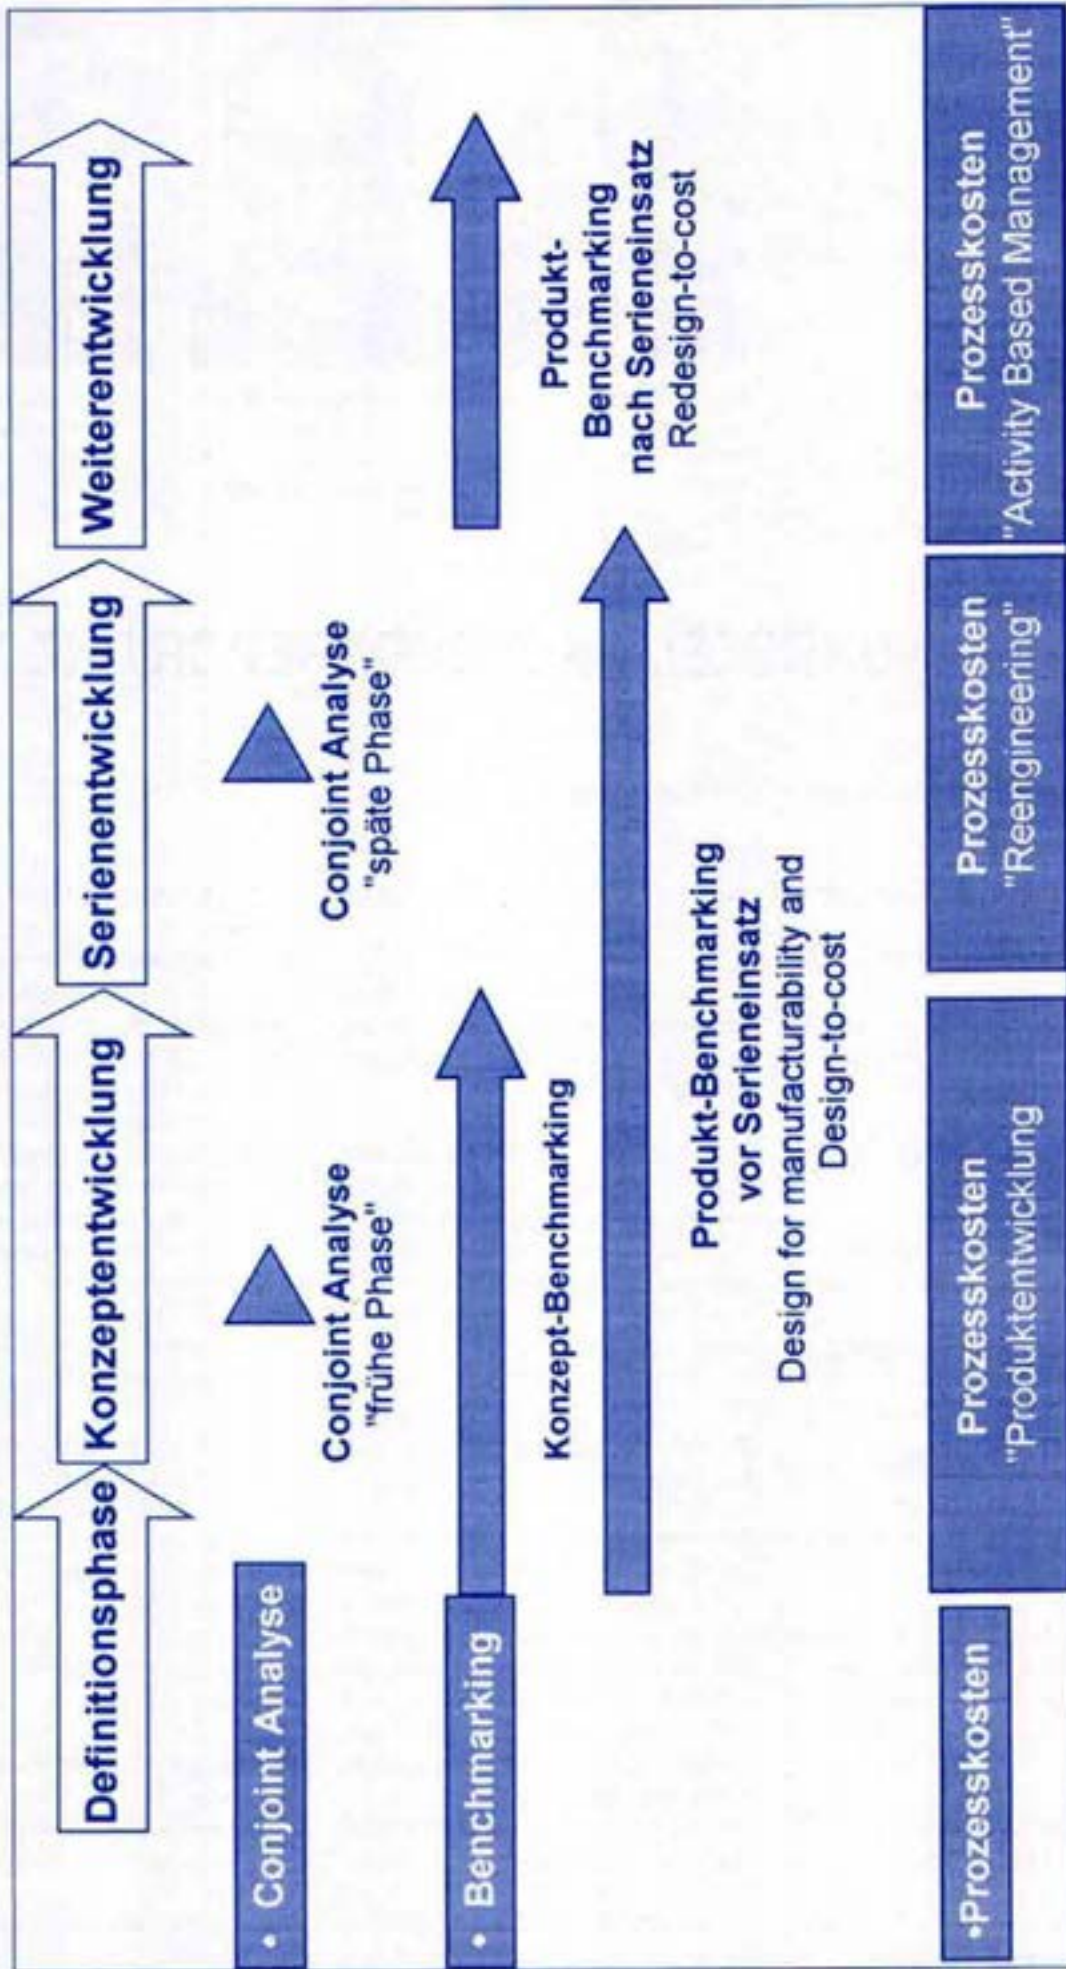 Definitionsphase
Konzeptentwicklung
Serienentwicklung
Weiterentwicklung
• Conjoint Analyse
Conjoint Analyse
"frühe Phase"
Conjoint Analyse
"späte Phase"
• Benchmarking
Konzept-Benchmarking
Produkt-
Benchmarking
nach Serieneinsatz
Redesign-to-cost
Produkt-Benchmarking
vor Serieneinsatz
Design for manufacturability and
Design-to-cost
•Prozesskosten
Prozesskosten
"Produktentwicklung
Prozesskosten
"Reengineering"
Prozesskosten
"Activity Based Management"